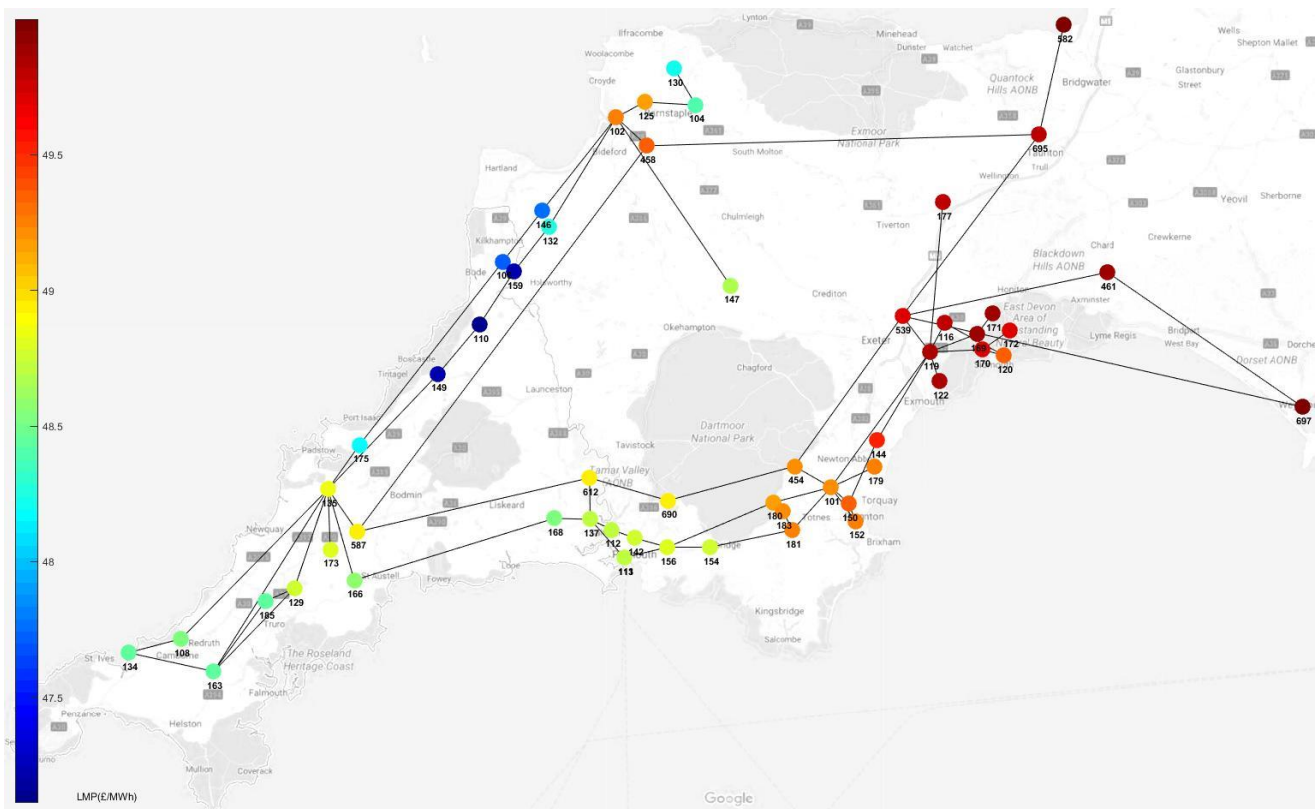 Lynton
Ilfracombe
Minehead
Woolacombe
Dunster
Watchet
Wells
582
Shepton Mallet
130
Croyde
Quantock
Hills AONB
Bridgwater
Glastonbury
Street
125
104
102
458
Bideford
Exmoor
National Park
695
Taunton
Trull
49.5
South Molton
Hartland
Wellington
177
Yeovil
Sherborne
146
132
Chulmleigh
Tiverton
Kilkhampton
Blackdown
Hills AONB
Chard
Crewkerne
159
Bude
Holsworthy
461
147
Crediton
Honiton
49
Axminster
110
Okehampton
539
116
171
East Devon
Area of
Lyme Regis
Bridport
West Bay
172
Exeter
170
120
119
Dorset AONB
Boscastle
Tintagel
149
Launceston
Chagford
122
Exmouth
697
Port Isaac
48.5
Dartmoor
National Park
Tavistock
144
175
Padstow
Tamar Valley
AONB
454
179
135
Bodmin
612
690
101
Torquay
Liskeard
180
150
183
Totnes
152
Newquay
587
168
137
112
142
181
Brixham
173
156
154
48
St Austell
Fowey
Looe
166
129
185
Truro
Kingsbridge
Salcombe
108
Redruth
St. Ives
134
The Roseland
Heritage Coast
163
Falmouth
47.5
Penzance
Helston
Mullion
Coverack
LMP(£/MWh)
Google